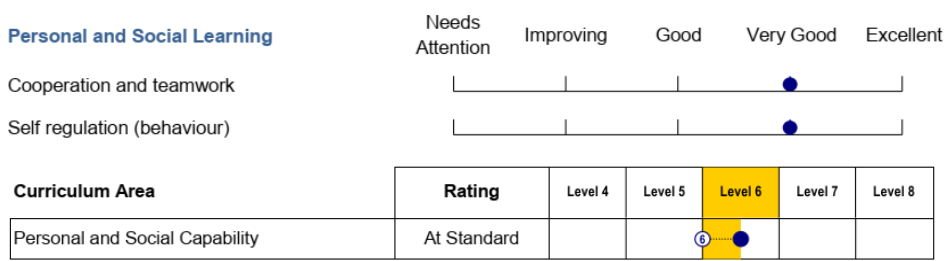 Personal and Social Learning Needs Attention Improving Good Very Good Excellent
Cooperation and teamwork
Self regulation (behaviour)
Curriculum Area Rating Level 4 Level 5 Level 6 Level 7 Level 8
Personal and Social Capability At Standard 6